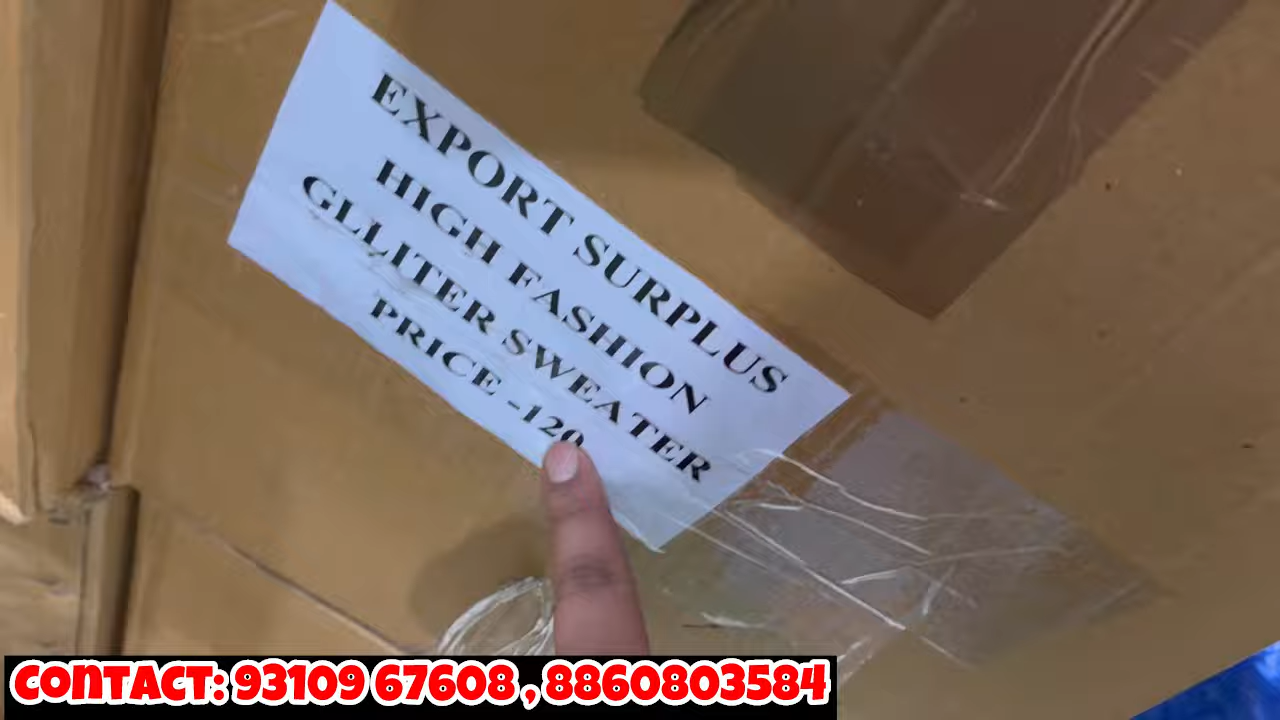 EXPORT SURPLUS
HIGH FASHION
GLLITER SWEATER
PRICE -120
CONTACT: 93109 67608 , 8860803584